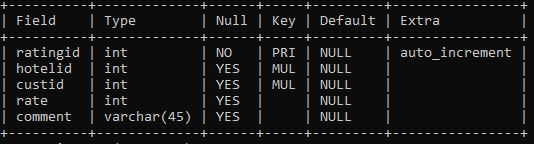 +----------+-------------+------+-----+---------+----------------+
| Field    | Type        | Null | Key | Default | Extra          |
+----------+-------------+------+-----+---------+----------------+
| ratingid | int         | NO   | PRI | NULL    | auto_increment |
| hotelid  | int         | YES  | MUL | NULL    |                |
| custid   | int         | YES  | MUL | NULL    |                |
| rate     | int         | YES  |     | NULL    |                |
| comment  | varchar(45) | YES  |     | NULL    |                |
+----------+-------------+------+-----+---------+----------------+